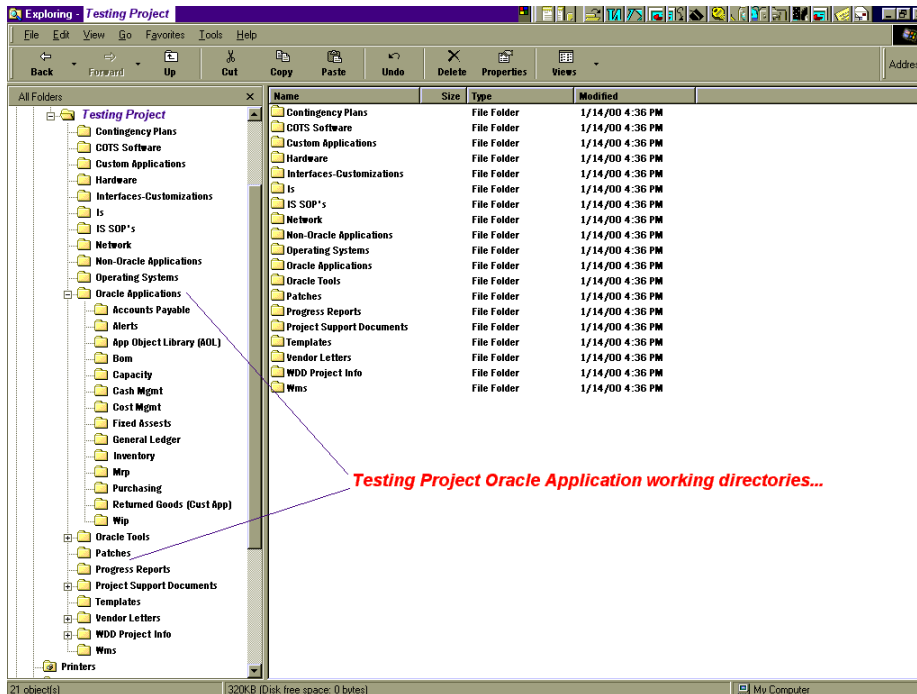 Exploring - Testing Project
File Edit View Go Favorites Tools Help
Back Forward Up Cut Copy Paste Undo Delete Properties Views
Addres
All Folders
Name Size Type Modified
Testing Project
Contingency Plans
COTS Software
Custom Applications
Hardware
Interfaces-Customizations
Is
IS SOP's
Network
Non-Oracle Applications
Operating Systems
Oracle Applications
Accounts Payable
Alerts
App Object Library (AOL)
Bom
Capacity
Cash Mgmt
Cost Mgmt
Fixed Assests
General Ledger
Inventory
Mrp
Purchasing
Returned Goods (Cust App)
Wip
Oracle Tools
Patches
Progress Reports
Project Support Documents
Templates
Vendor Letters
WDD Project Info
Wms
Printers
Contingency Plans File Folder 1/14/00 4:36 PM
COTS Software File Folder 1/14/00 4:36 PM
Custom Applications File Folder 1/14/00 4:36 PM
Hardware File Folder 1/14/00 4:36 PM
Interfaces-Customizations File Folder 1/14/00 4:36 PM
Is File Folder 1/14/00 4:36 PM
IS SOP's File Folder 1/14/00 4:36 PM
Network File Folder 1/14/00 4:36 PM
Non-Oracle Applications File Folder 1/14/00 4:36 PM
Operating Systems File Folder 1/14/00 4:36 PM
Oracle Applications File Folder 1/14/00 4:36 PM
Oracle Tools File Folder 1/14/00 4:36 PM
Patches File Folder 1/14/00 4:36 PM
Progress Reports File Folder 1/14/00 4:36 PM
Project Support Documents File Folder 1/14/00 4:36 PM
Templates File Folder 1/14/00 4:36 PM
Vendor Letters File Folder 1/14/00 4:36 PM
WDD Project Info File Folder 1/14/00 4:36 PM
Wms File Folder 1/14/00 4:36 PM
Testing Project Oracle Application working directories...
21 object(s) 320KB (Disk free space: 0 bytes) My Computer